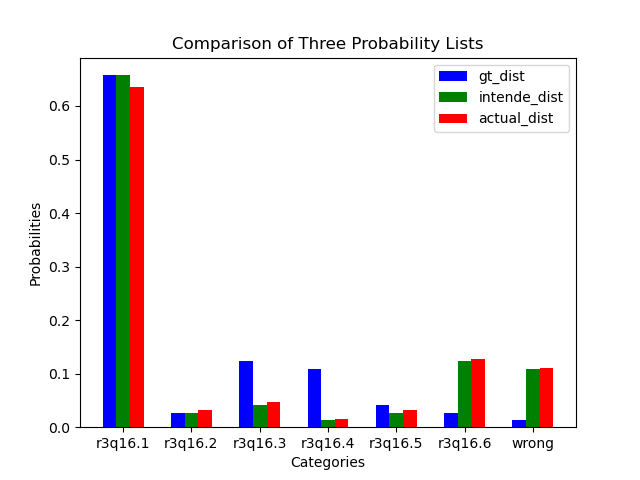 Comparison of Three Probability Lists
gt_dist
intende_dist
actual_dist
Probabilities
0.6
0.5
0.4
0.3
0.2
0.1
0.0
r3q16.1 r3q16.2 r3q16.3 r3q16.4 r3q16.5 r3q16.6 wrong
Categories